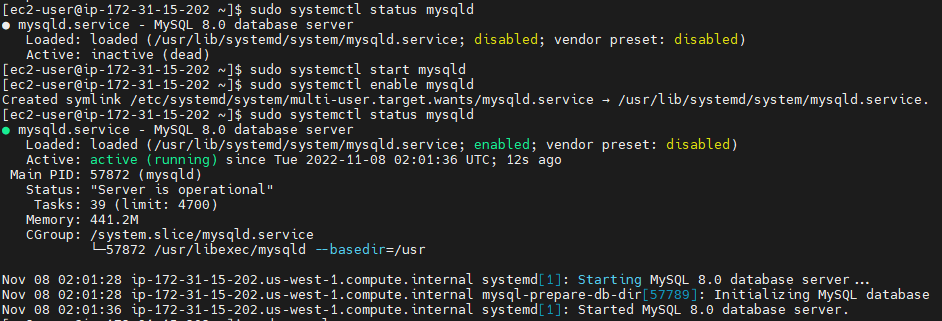 [ec2-user@ip-172-31-15-202 ~]$ sudo systemctl status mysqld
● mysqld.service - MySQL 8.0 database server
Loaded: loaded (/usr/lib/systemd/system/mysqld.service; disabled; vendor preset: disabled)
Active: inactive (dead)
[ec2-user@ip-172-31-15-202 ~]$ sudo systemctl start mysqld
[ec2-user@ip-172-31-15-202 ~]$ sudo systemctl enable mysqld
Created symlink /etc/systemd/system/multi-user.target.wants/mysqld.service → /usr/lib/systemd/system/mysqld.service.
[ec2-user@ip-172-31-15-202 ~]$ sudo systemctl status mysqld
● mysqld.service - MySQL 8.0 database server
Loaded: loaded (/usr/lib/systemd/system/mysqld.service; enabled; vendor preset: disabled)
Active: active (running) since Tue 2022-11-08 02:01:36 UTC; 12s ago
Main PID: 57872 (mysqld)
Status: "Server is operational"
Tasks: 39 (limit: 4700)
Memory: 441.2M
CGroup: /system.slice/mysqld.service
└─57872 /usr/libexec/mysqld --basedir=/usr
Nov 08 02:01:28 ip-172-31-15-202.us-west-1.compute.internal systemd[1]: Starting MySQL 8.0 database server...
Nov 08 02:01:28 ip-172-31-15-202.us-west-1.compute.internal mysql-prepare-db-dir[57789]: Initializing MySQL database
Nov 08 02:01:36 ip-172-31-15-202.us-west-1.compute.internal systemd[1]: Started MySQL 8.0 database server.